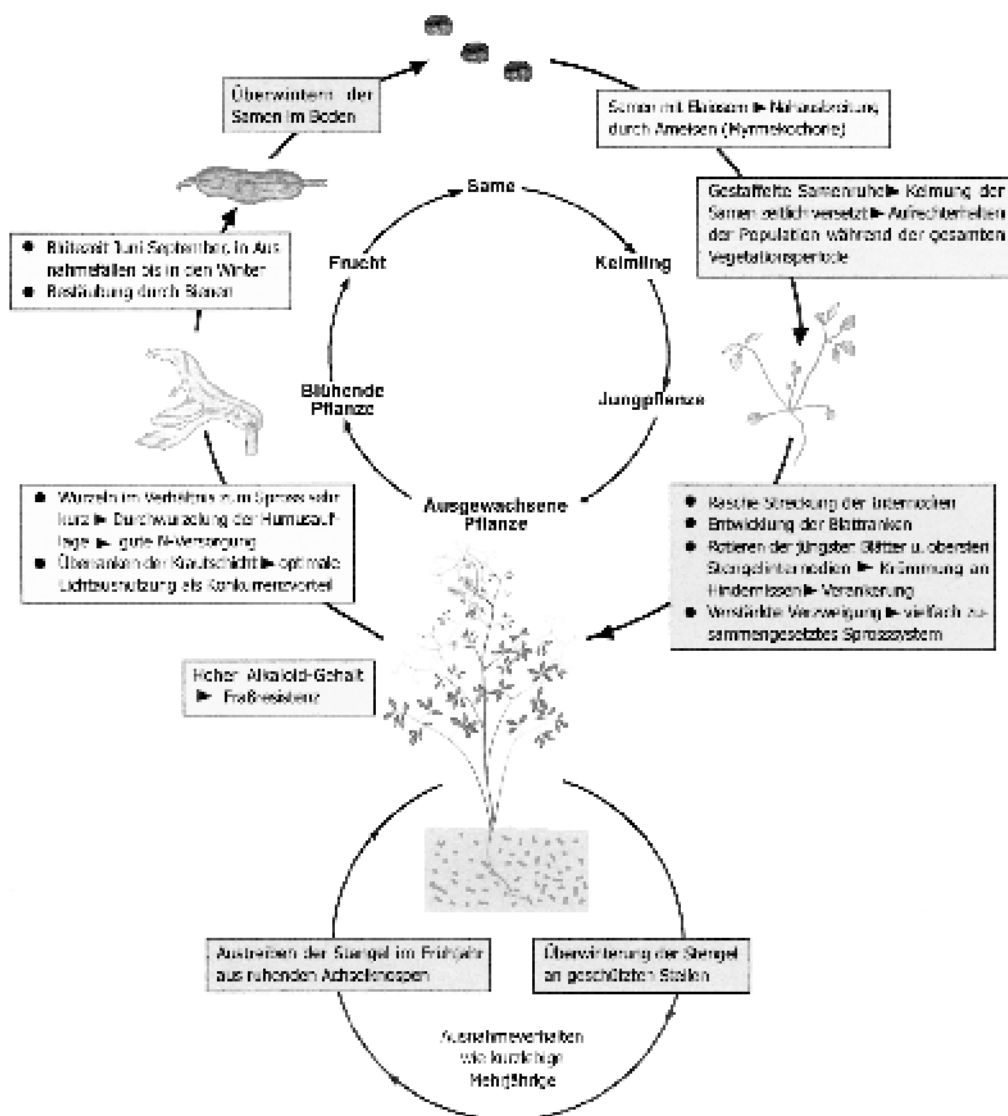 Überwintern der
Samen im Boden
Samen mit Elaiosom ► Nahausbreitung
durch Ameisen (Myrmekochorie)
Same
Gestaffelte Samenruhe ► Keimung der
Samen zeitlich versetzt ► Aufrechterhalten
der Population während der gesamten
Vegetationsperiode
● Blütezeit Juni September, in Aus
nahmefällen bis in den Winter
● Bestäubung durch Bienen
Frucht
Keimling
Blühende
Pflanze
Jungpflanze
● Wurzeln im Verhältnis zum Spross sehr
kurz ► Durchwurzelung der Humusauf-
lage ► gute N-Versorgung
● Überranken der Krautschicht ► optimale
Lichtausnutzung als Konkurrenzvorteil
Ausgewachsene
Pflanze
● Rasche Streckung der Internodien
● Entwicklung der Blattranken
● Rotieren der jüngsten Blätter u. obersten
Stengelinternodien ► Krümmung an
Hindernissen ► Verankerung
● Verstärkte Verzweigung ► vielfach zu-
sammengesetztes Sprosssystem
Hoher Alkaloid-Gehalt
► Fraßresistenz
Austreiben der Stängel im Frühjahr
aus ruhenden Achselknospen
Überwinterung der Stengel
an geschützten Stellen
Ausnahmeverhalten
wie kurzlebige
Mehrjährige